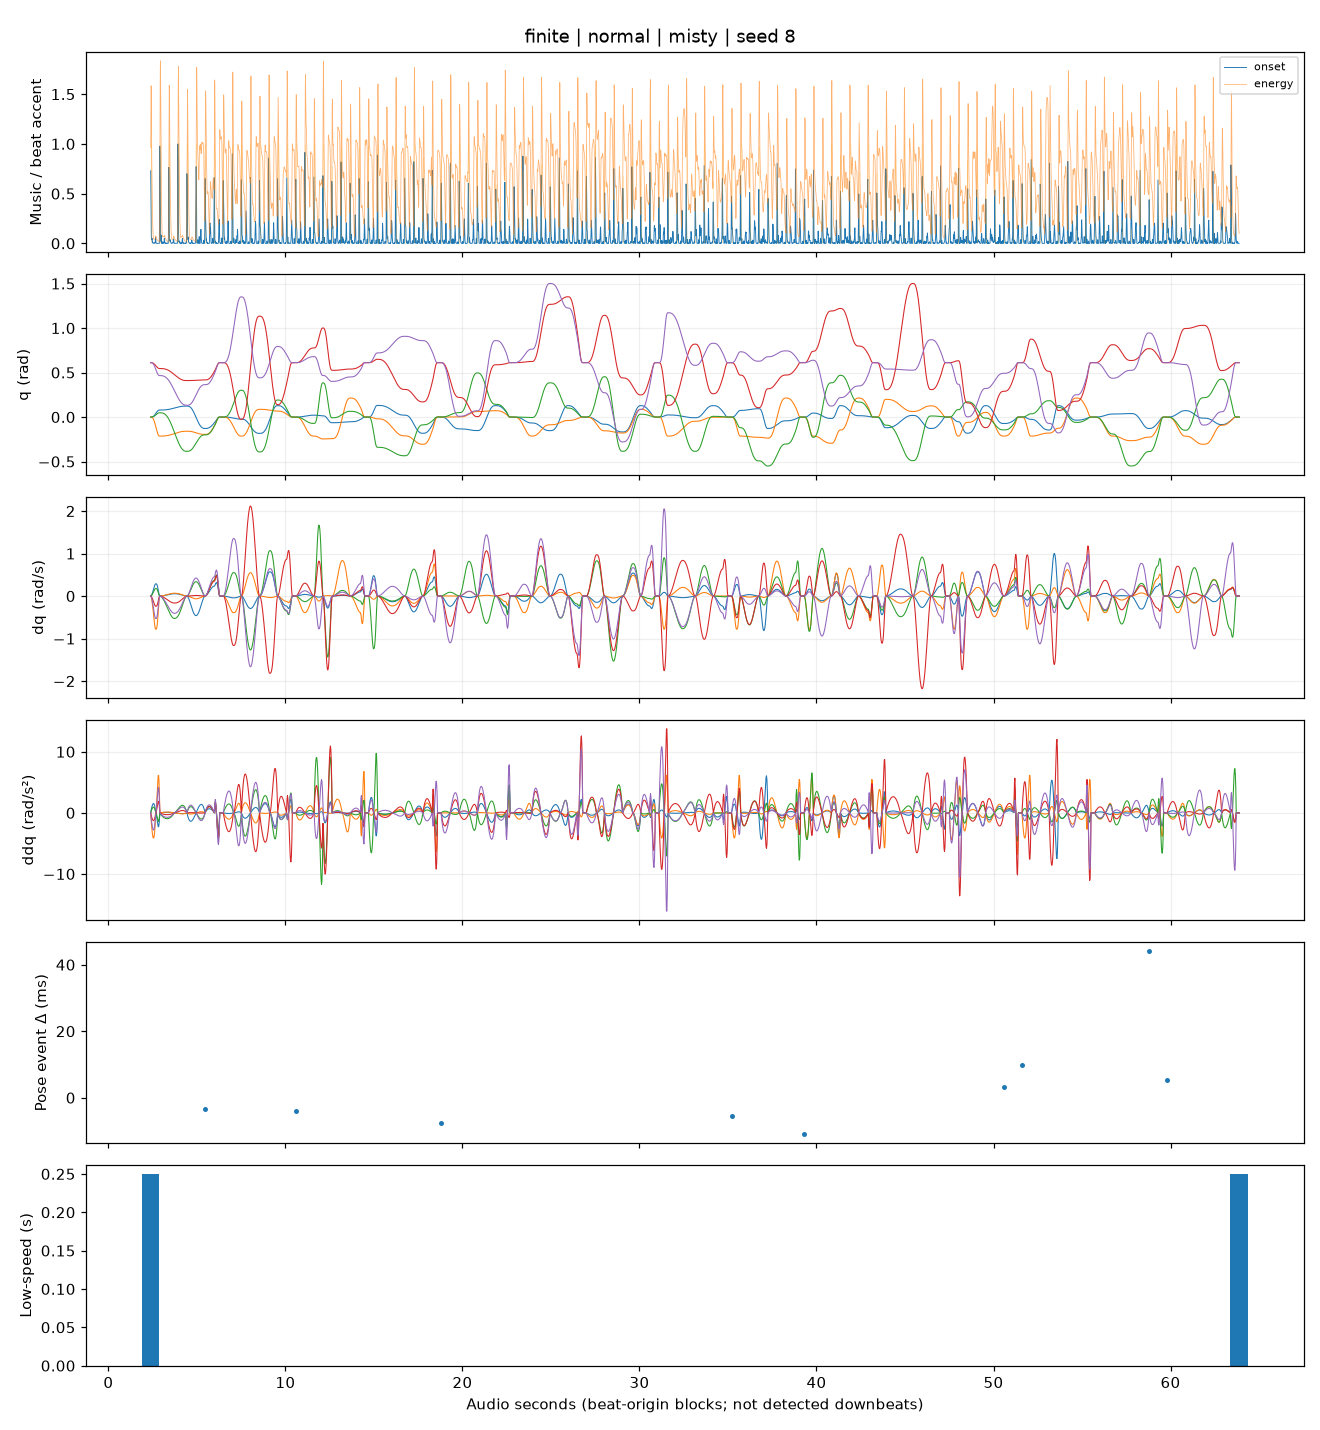 finite | normal | misty | seed 8
Music / beat accent
onset
energy
1.5
1.0
0.5
0.0
q (rad)
1.5
1.0
0.5
0.0
−0.5
dq (rad/s)
2
1
0
−1
−2
ddq (rad/s²)
10
0
−10
Pose event Δ (ms)
40
20
0
Low-speed (s)
0.25
0.20
0.15
0.10
0.05
0.00
0 10 20 30 40 50 60
Audio seconds (beat-origin blocks; not detected downbeats)